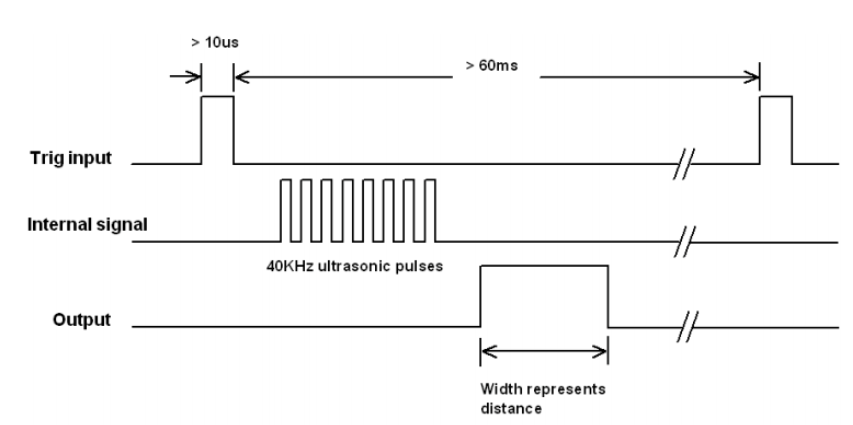 > 10us
> 60ms
Trig input
Internal signal
40KHz ultrasonic pulses
Output
Width represents
distance